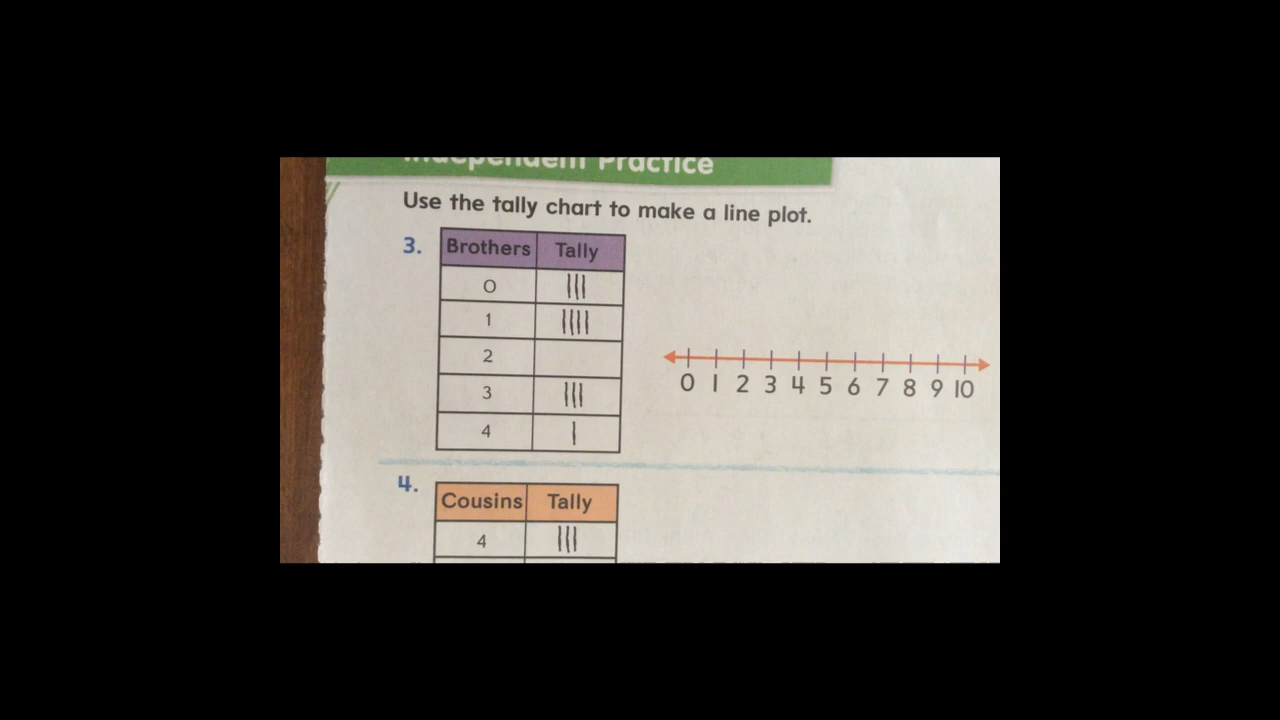 Independent Practice
Use the tally chart to make a line plot.
3.
Brothers Tally
0 |||
1 ||||
2
3 |||
4 |
0 1 2 3 4 5 6 7 8 9 10
4.
Cousins Tally
4 |||